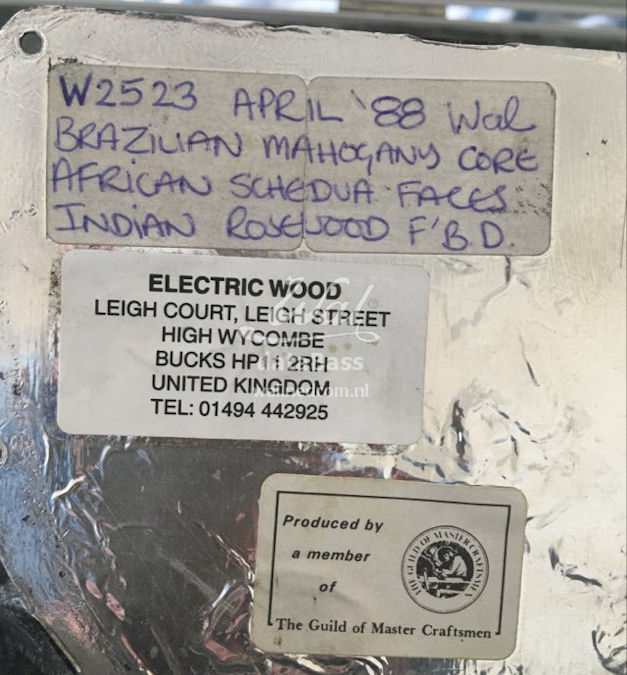 W2523 APRIL '88 Wal
BRAZILIAN MAHOGANY CORE
AFRICAN SCHEDUA FACES
INDIAN ROSEWOOD F'B.D.
ELECTRIC WOOD
LEIGH COURT, LEIGH STREET
HIGH WYCOMBE
BUCKS HP11 2RH
UNITED KINGDOM
TEL: 01494 442925
Produced by
a member
of
The Guild of Master Craftsmen
THE GUILD OF MASTER CRAFTSMEN